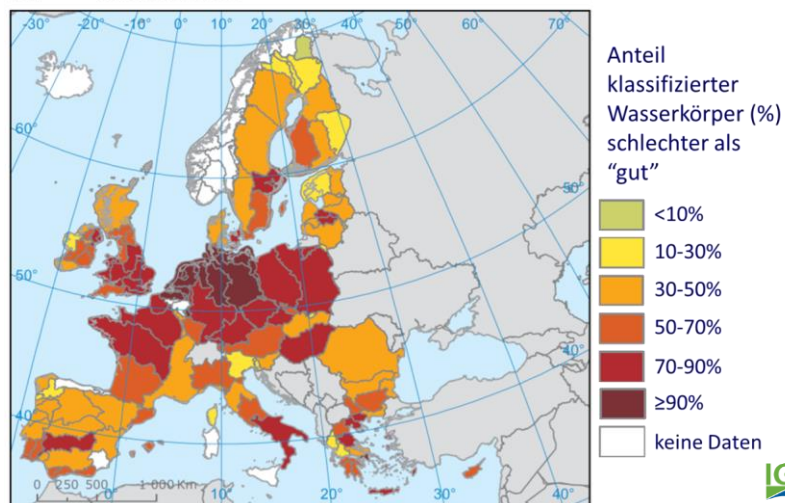 -30° -20° -10° 0° 10° 20° 30° 40° 50° 60° 70°
60°
50°
50°
40°
40°
0 250 500 1 000 Km
0° 10° 20° 30° 40°
Anteil
klassifizierter
Wasserkörper (%)
schlechter als
“gut”
<10%
10-30%
30-50%
50-70%
70-90%
≥90%
keine Daten